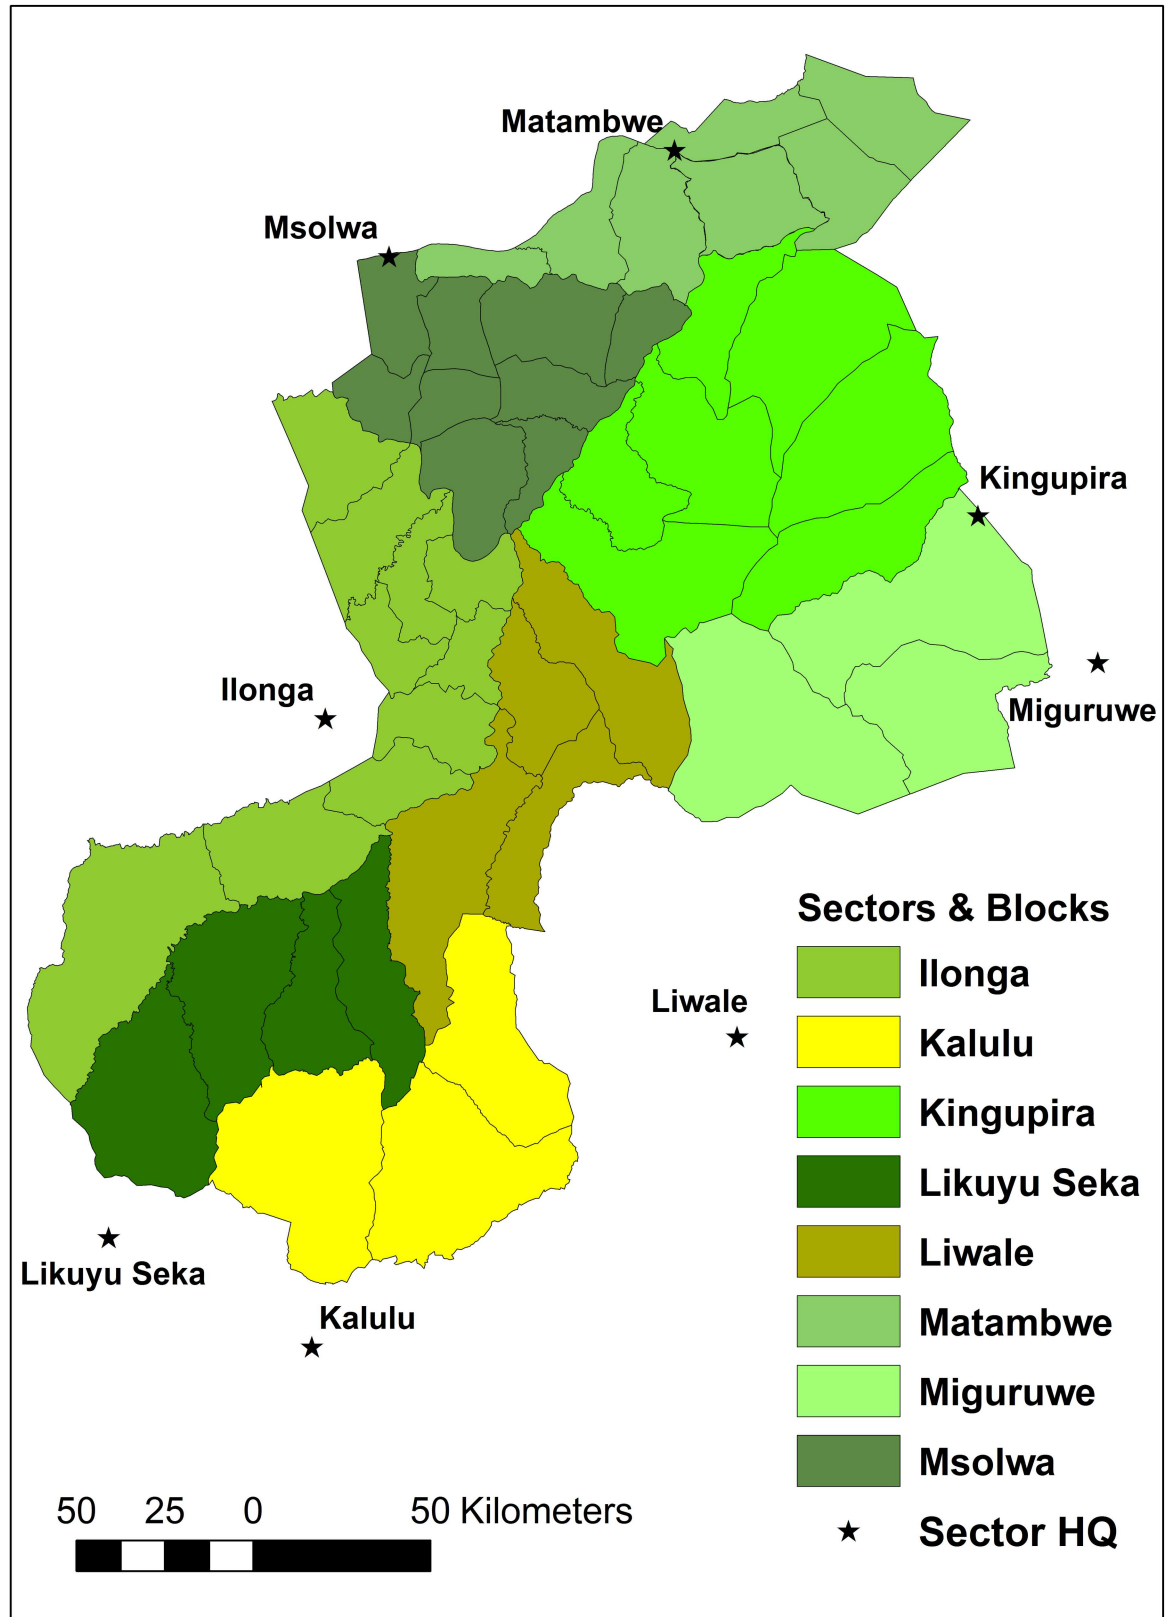 Matambwe
Msolwa
Kingupira
Ilonga
Miguruwe
Liwale
Likuyu Seka
Kalulu
Sectors & Blocks
Ilonga
Kalulu
Kingupira
Likuyu Seka
Liwale
Matambwe
Miguruwe
Msolwa
Sector HQ
50 25 0 50 Kilometers